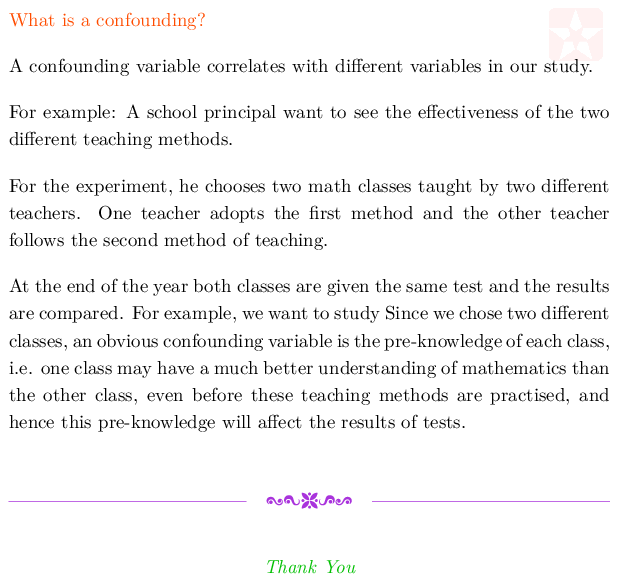 What is a confounding?
A confounding variable correlates with different variables in our study.
For example: A school principal want to see the effectiveness of the two
different teaching methods.
For the experiment, he chooses two math classes taught by two different
teachers. One teacher adopts the first method and the other teacher
follows the second method of teaching.
At the end of the year both classes are given the same test and the results
are compared. For example, we want to study Since we chose two different
classes, an obvious confounding variable is the pre-knowledge of each class,
i.e. one class may have a much better understanding of mathematics than
the other class, even before these teaching methods are practised, and
hence this pre-knowledge will affect the results of tests.
Thank You